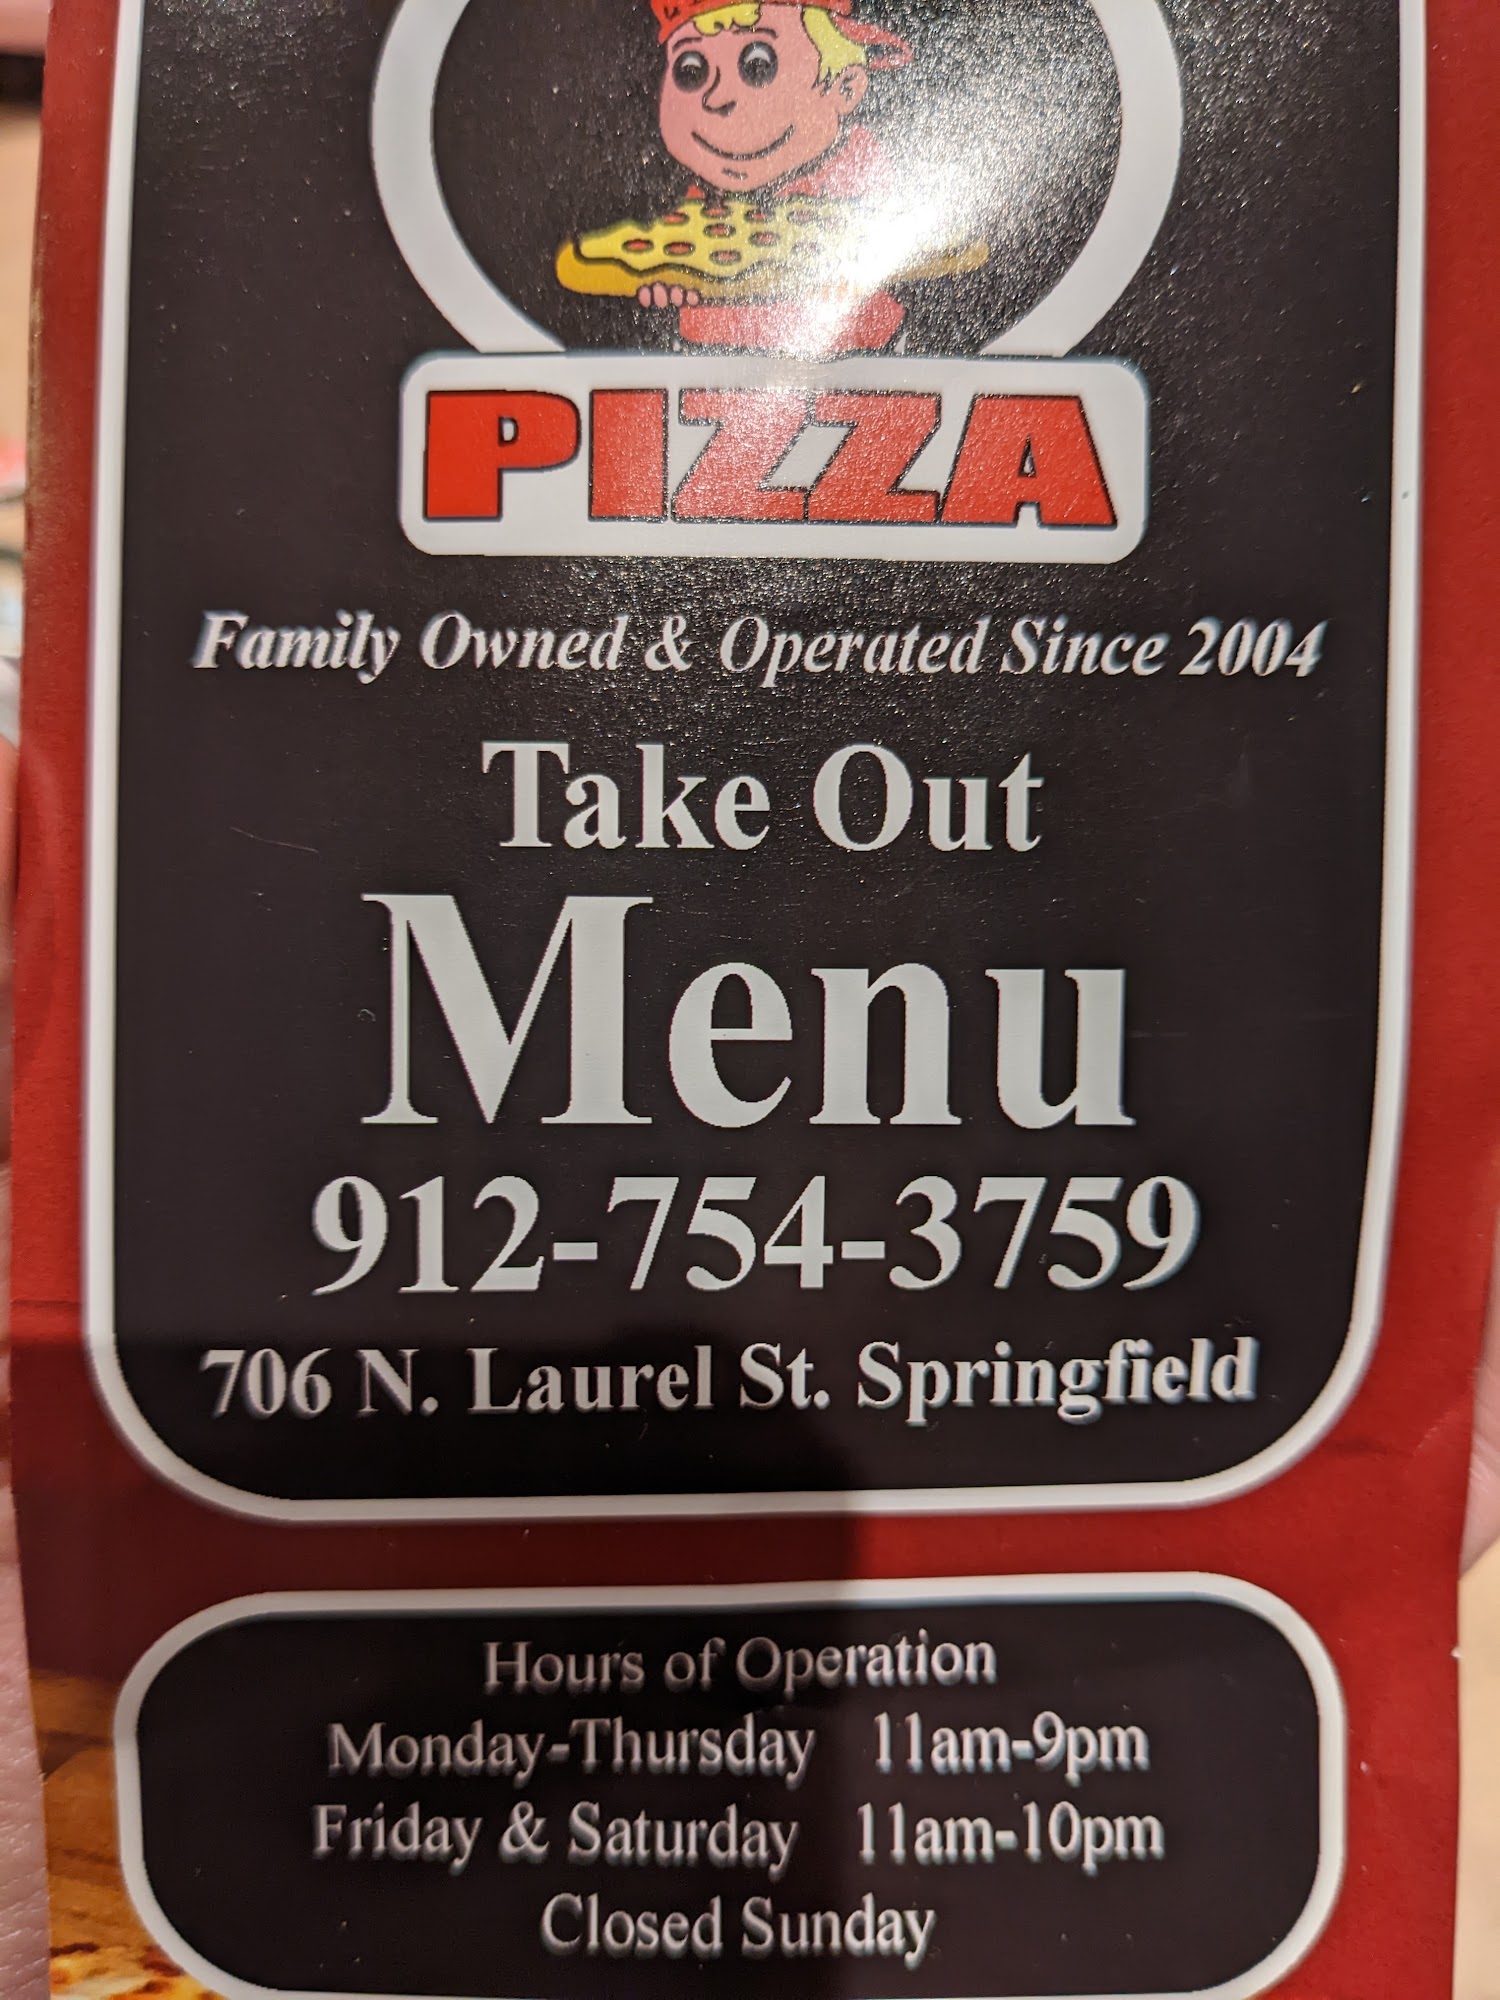 PIZZA
Family Owned & Operated Since 2004
Take Out
Menu
912-754-3759
706 N. Laurel St. Springfield
Hours of Operation
Monday-Thursday 11am-9pm
Friday & Saturday 11am-10pm
Closed Sunday